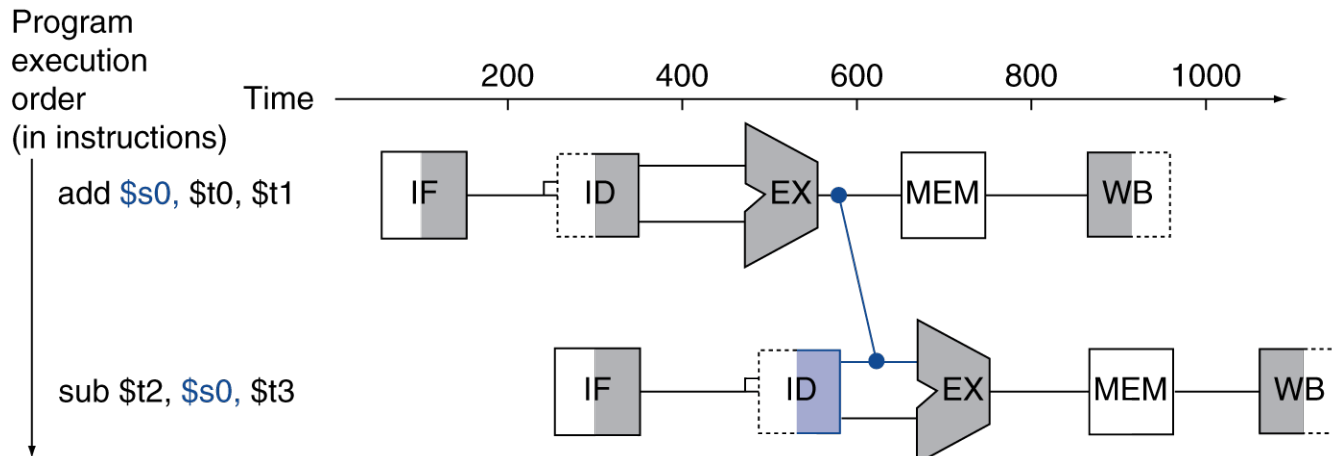 Program
execution
order
(in instructions)
Time
200 400 600 800 1000
add $s0, $t0, $t1
IF ID EX MEM WB
sub $t2, $s0, $t3
IF ID EX MEM WB